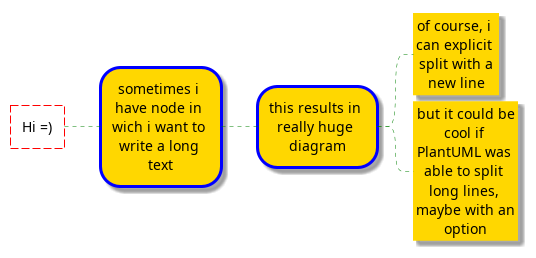 Hi =)
sometimes i
have node in
wich i want to
write a long
text
this results in
really huge
diagram
of course, i
can explicit
split with a
new line
but it could be
cool if
PlantUML was
able to split
long lines,
maybe with an
option